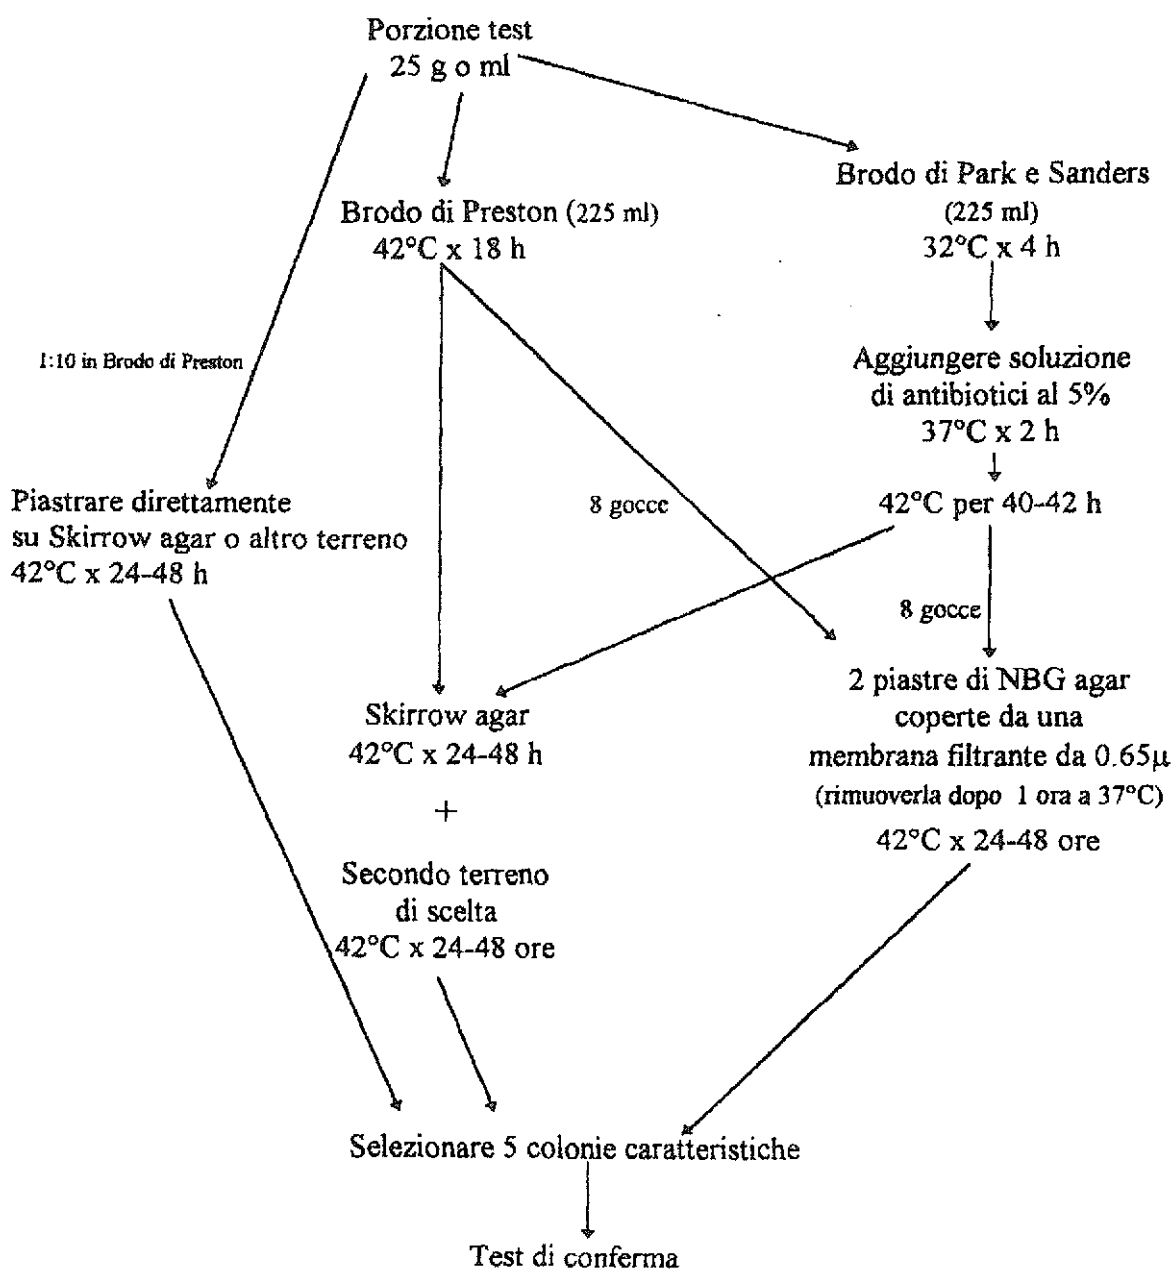 Porzione test
25 g o ml
Brodo di Park e Sanders
(225 ml)
32°C x 4 h
Brodo di Preston (225 ml)
42°C x 18 h
1:10 in Brodo di Preston
Aggiungere soluzione
di antibiotici al 5%
37°C x 2 h
Piastrare direttamente
su Skirrow agar o altro terreno
42°C x 24-48 h
8 gocce
42°C per 40-42 h
8 gocce
2 piastre di NBG agar
coperte da una
membrana filtrante da 0.65μ
(rimuoverla dopo 1 ora a 37°C)
42°C x 24-48 ore
Skirrow agar
42°C x 24-48 h
+
Secondo terreno
di scelta
42°C x 24-48 ore
Selezionare 5 colonie caratteristiche
Test di conferma